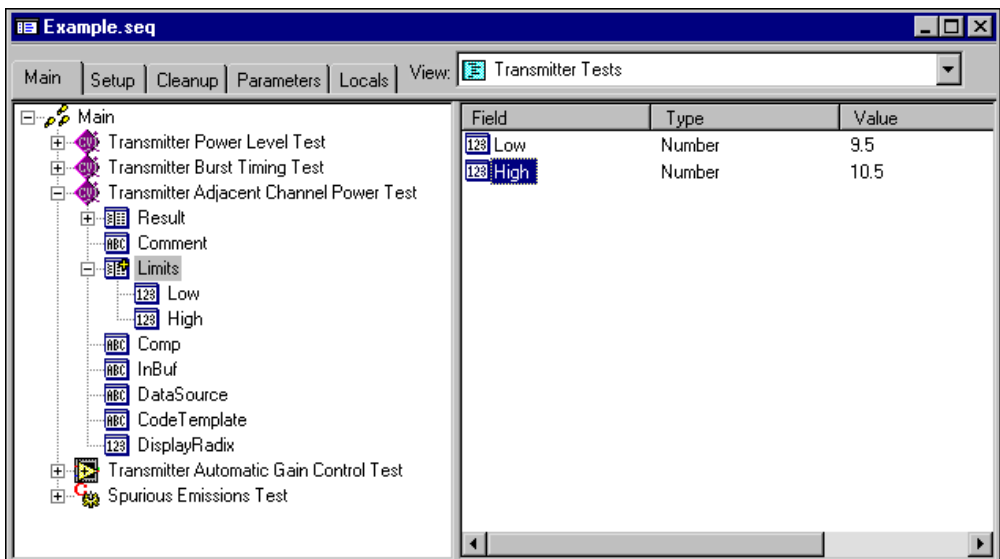 Example.seq
Main Setup Cleanup Parameters Locals View: Transmitter Tests
Main
Transmitter Power Level Test
Transmitter Burst Timing Test
Transmitter Adjacent Channel Power Test
Result
Comment
Limits
Low
High
Comp
InBuf
DataSource
CodeTemplate
DisplayRadix
Transmitter Automatic Gain Control Test
Spurious Emissions Test
Field Type Value
Low Number 9.5
High Number 10.5